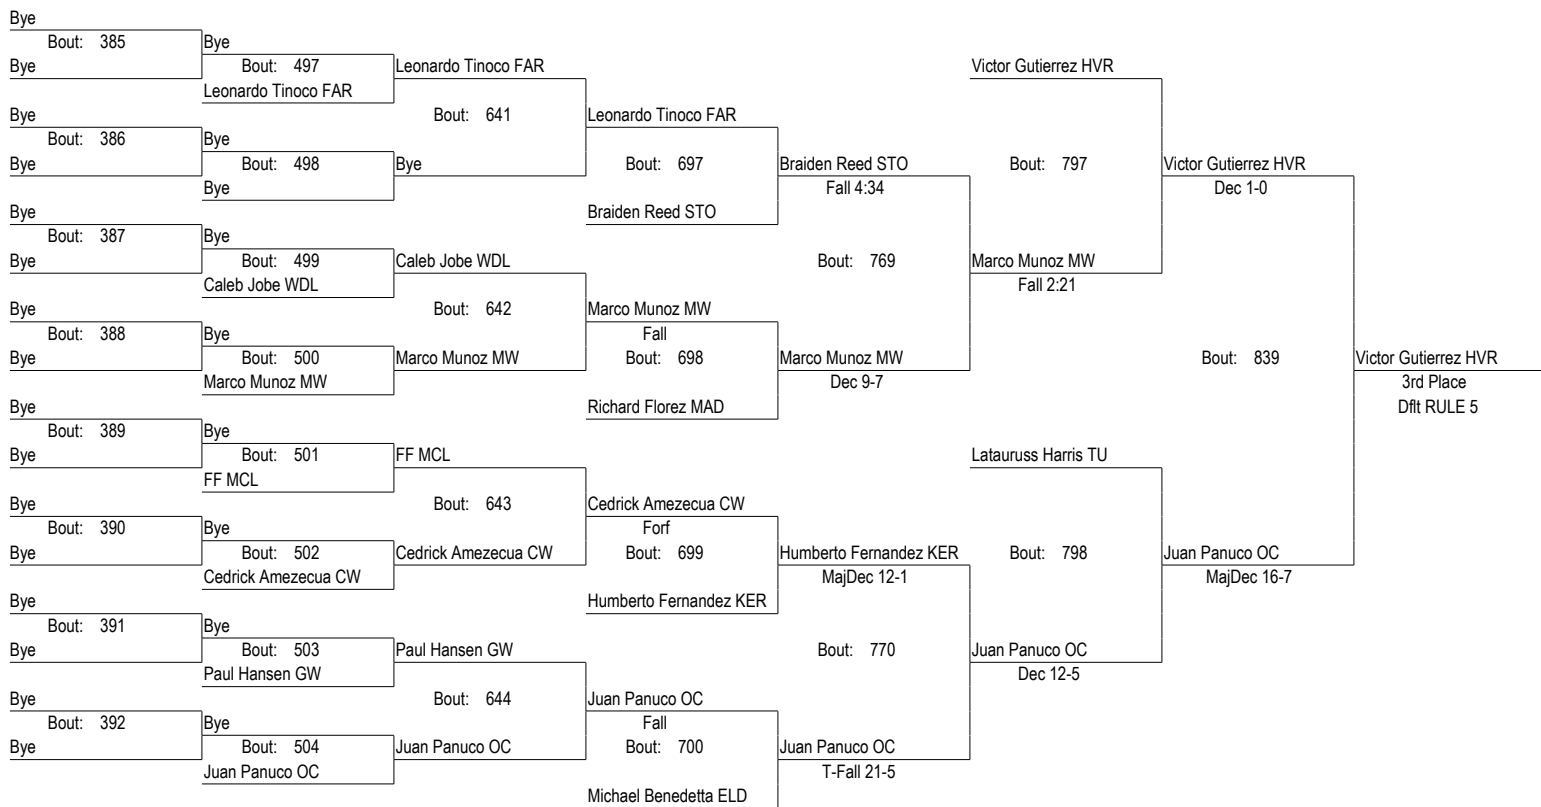 Bye
Bout: 385 Bye
Bye Bout: 497 Leonardo Tinoco FAR Victor Gutierrez HVR
Leonardo Tinoco FAR
Bye Bout: 641 Leonardo Tinoco FAR
Bout: 386 Bye
Bye Bout: 498 Bye Bout: 697 Braiden Reed STO Bout: 797 Victor Gutierrez HVR
Bye Fall 4:34 Dec 1-0
Bye Braiden Reed STO
Bout: 387 Bye
Bye Bout: 499 Caleb Jobe WDL Bout: 769 Marco Munoz MW
Caleb Jobe WDL Fall 2:21
Bye Bout: 642 Marco Munoz MW
Bout: 388 Bye Fall
Bye Bout: 500 Marco Munoz MW Bout: 698 Marco Munoz MW Bout: 839 Victor Gutierrez HVR
Marco Munoz MW Dec 9-7 3rd Place
Bye Richard Florez MAD Dflt RULE 5
Bout: 389 Bye
Bye Bout: 501 FF MCL Latauruss Harris TU
FF MCL
Bye Bout: 643 Cedrick Amezecua CW
Bout: 390 Bye Forf
Bye Bout: 502 Cedrick Amezecua CW Bout: 699 Humberto Fernandez KER Bout: 798 Juan Panuco OC
Cedrick Amezecua CW MajDec 12-1 MajDec 16-7
Bye Humberto Fernandez KER
Bout: 391 Bye
Bye Bout: 503 Paul Hansen GW Bout: 770 Juan Panuco OC
Paul Hansen GW Dec 12-5
Bye Bout: 644 Juan Panuco OC
Bout: 392 Bye Fall
Bye Bout: 504 Juan Panuco OC Bout: 700 Juan Panuco OC
Juan Panuco OC T-Fall 21-5
Michael Benedetta ELD